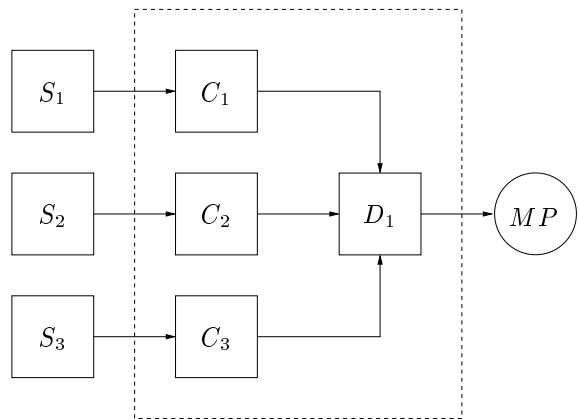 S₁ C₁
S₂ C₂ D₁ MP
S₃ C₃